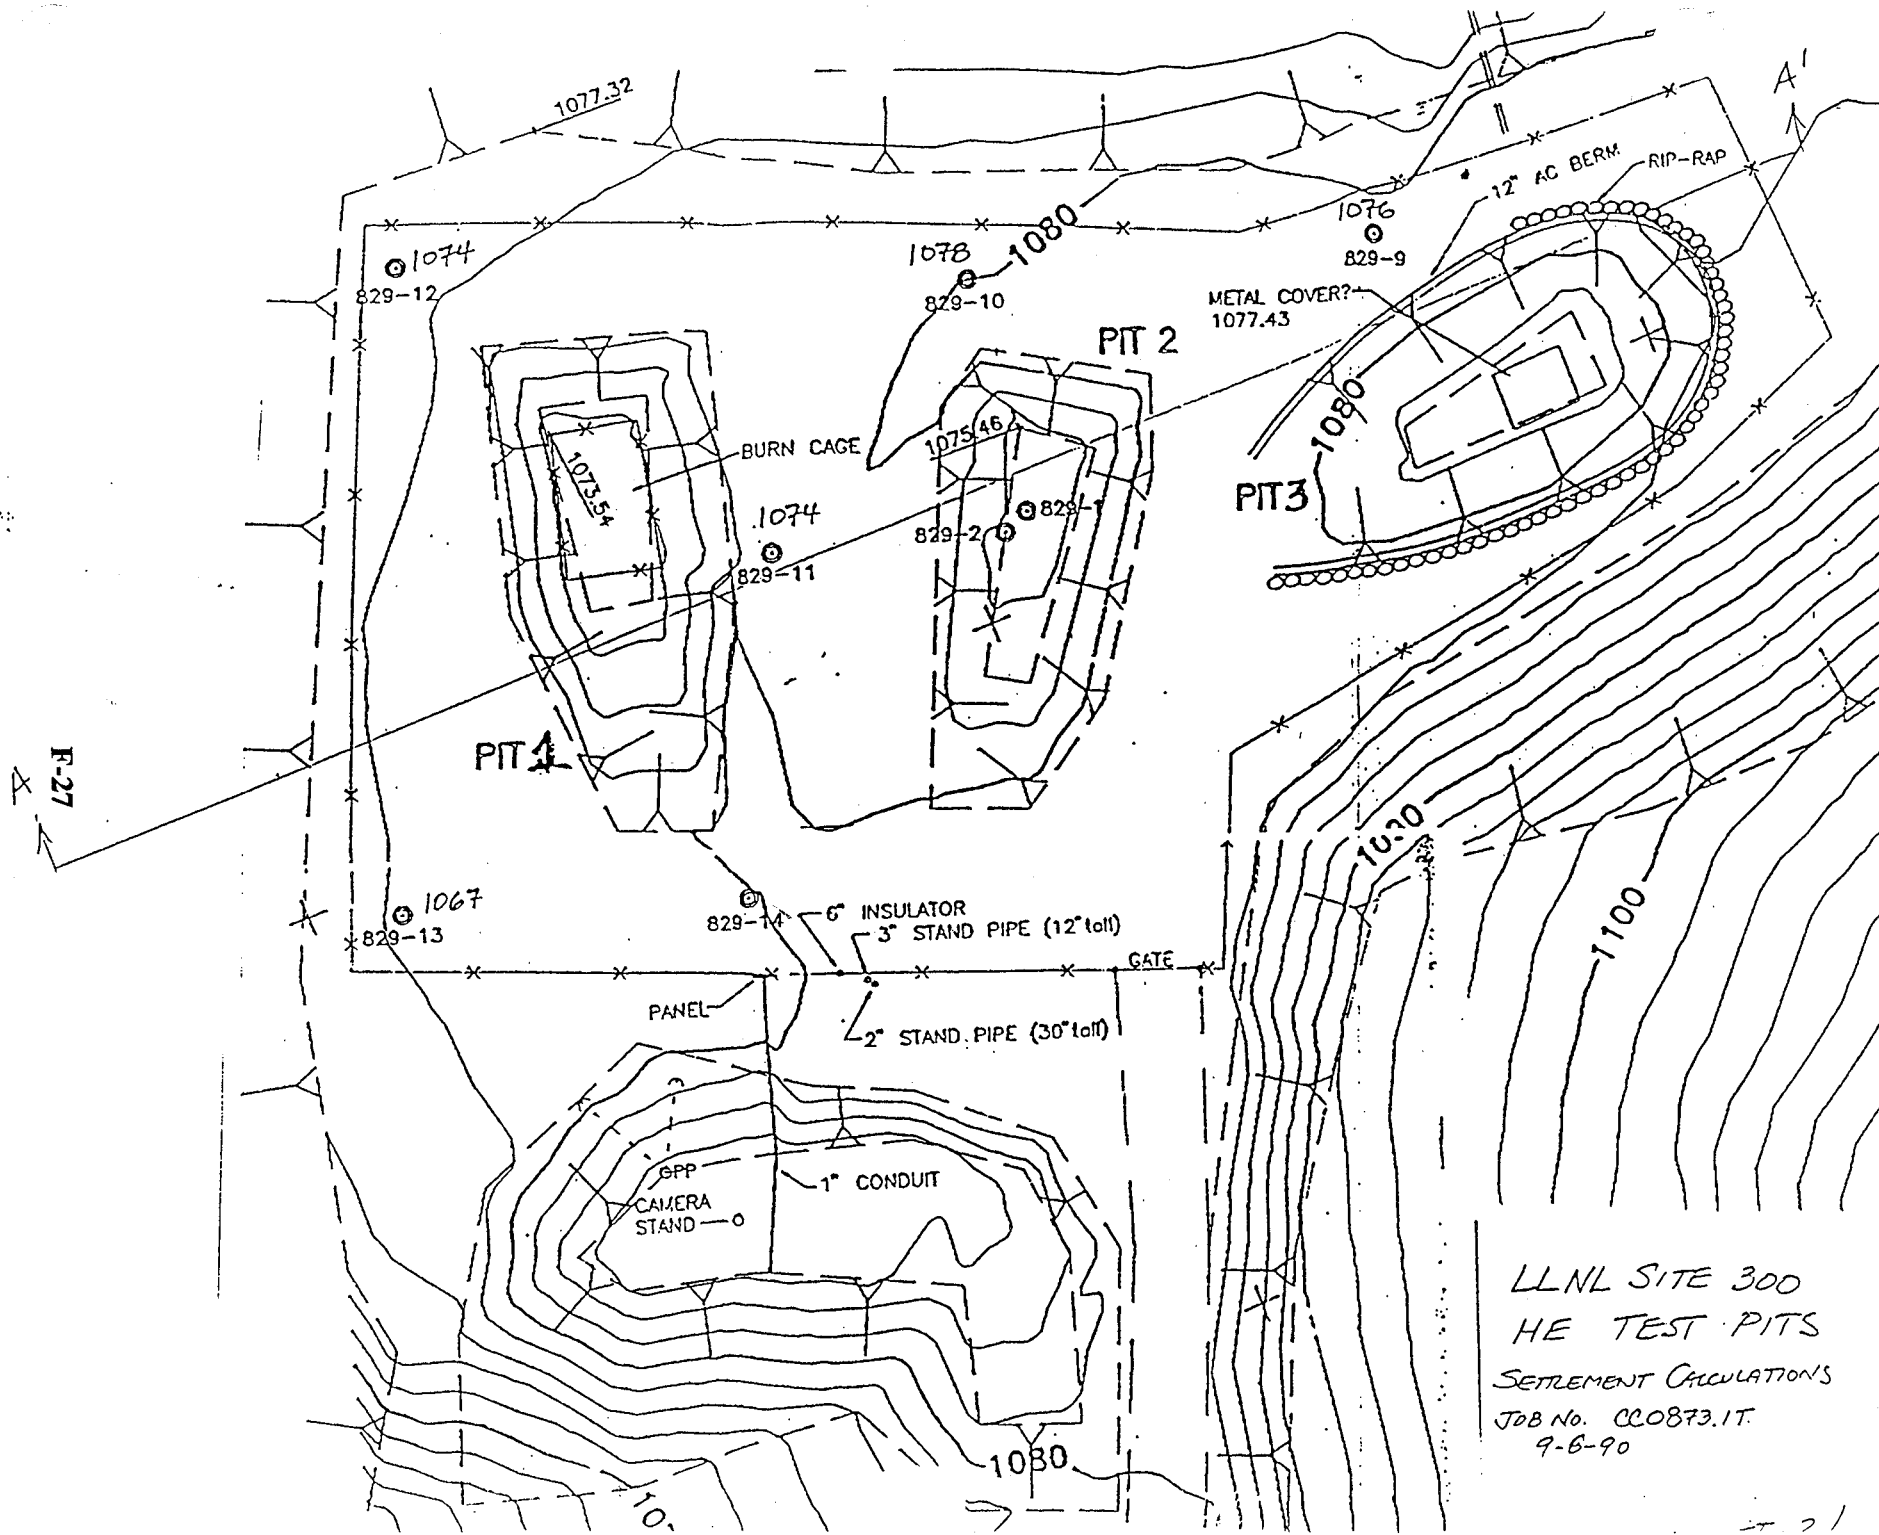 1077.32
A'
12" AC BERM
RIP-RAP
1076
829-9
1080
1078
829-10
1074
829-12
METAL COVER?
1077.43
PIT 2
1080
1075.46
BURN CAGE
1073.54
PIT3
829-1
829-2
1074
829-11
PIT 1
F-27
A
1067
829-13
829-14
6" INSULATOR
3" STAND PIPE (12" tall)
GATE
PANEL
2" STAND PIPE (30" tall)
1100
1" CONDUIT
CAMERA
STAND
1080
LLNL SITE 300
HE TEST PITS
SETTLEMENT CALCULATIONS
JOB NO. CC0873.1T.
9-6-90